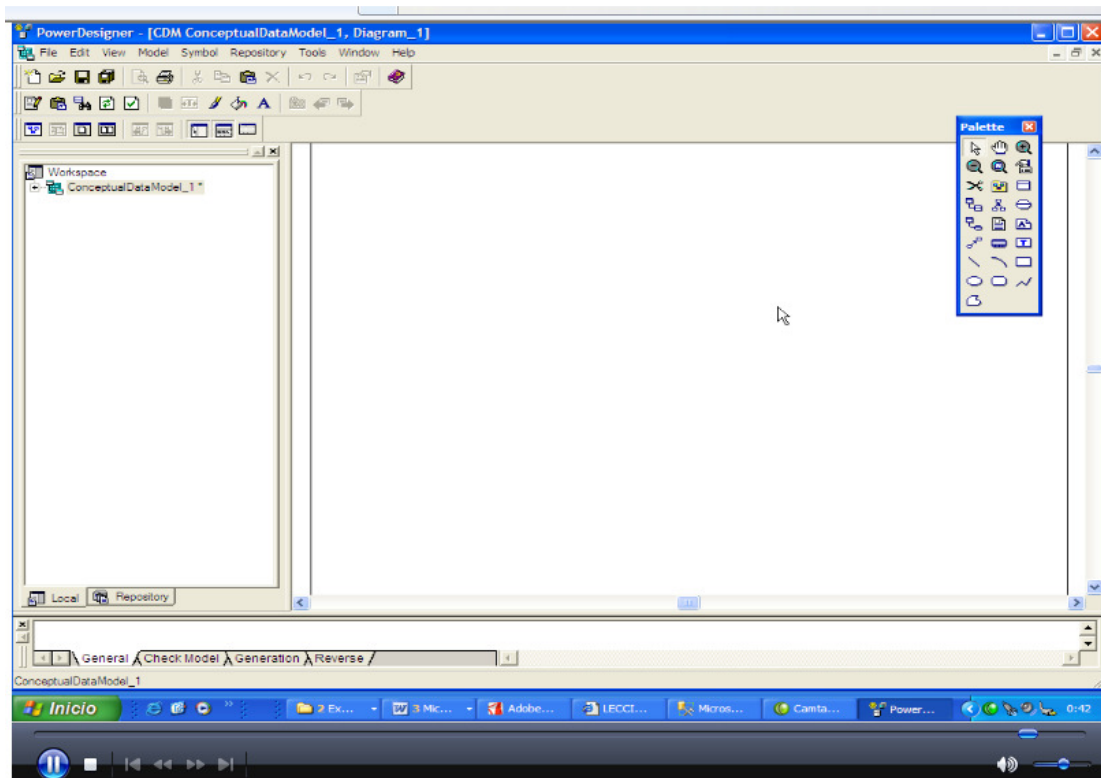 PowerDesigner - [CDM ConceptualDataModel_1, Diagram_1]
File Edit View Model Symbol Repository Tools Window Help
Palette
Workspace
ConceptualDataModel_1 *
Local Repository
General Check Model Generation Reverse
ConceptualDataModel_1
Inicio 2 Ex... 3 Mic... Adobe... LECCI... Micros... Camta... Power... 0:42